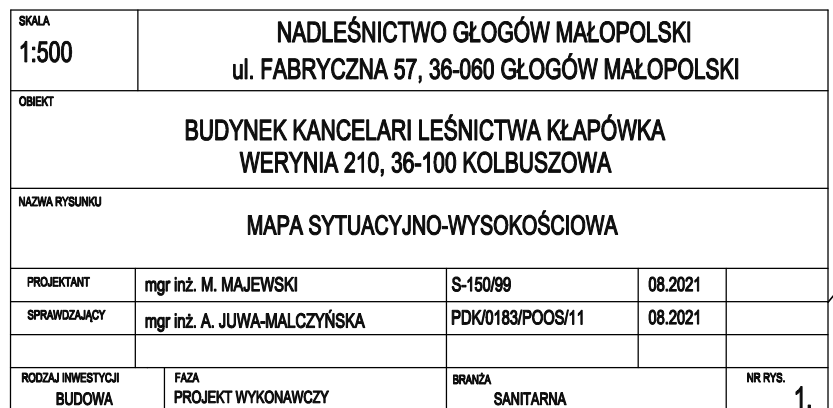 SKALA
1:500
NADLEŚNICTWO GŁOGÓW MAŁOPOLSKI
ul. FABRYCZNA 57, 36-060 GŁOGÓW MAŁOPOLSKI
OBIEKT
BUDYNEK KANCELARI LEŚNICTWA KŁAPÓWKA
WERYNIA 210, 36-100 KOLBUSZOWA
NAZWA RYSUNKU
MAPA SYTUACYJNO-WYSOKOŚCIOWA
PROJEKTANT mgr inż. M. MAJEWSKI S-150/99 08.2021
SPRAWDZAJĄCY mgr inż. A. JUWA-MALCZYŃSKA PDK/0183/POOS/11 08.2021
RODZAJ INWESTYCJI FAZA BRANŻA NR RYS.
BUDOWA PROJEKT WYKONAWCZY SANITARNA 1.